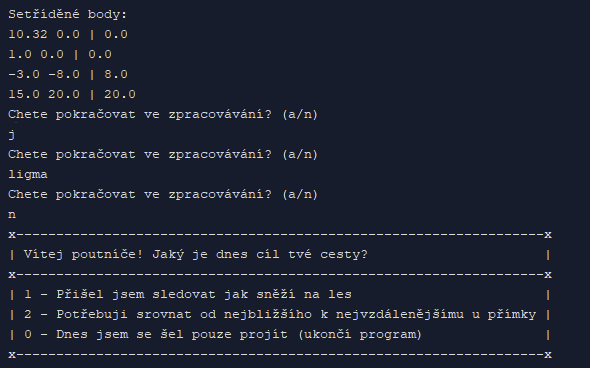 Setříděné body:
10.32 0.0 | 0.0
1.0 0.0 | 0.0
-3.0 -8.0 | 8.0
15.0 20.0 | 20.0
Chete pokračovat ve zpracovávání? (a/n)
j
Chete pokračovat ve zpracovávání? (a/n)
ligma
Chete pokračovat ve zpracovávání? (a/n)
n
x------------------------------------------------------------------x
| Vítej poutníče! Jaký je dnes cíl tvé cesty?                      |
x------------------------------------------------------------------x
| 1 - Přišel jsem sledovat jak sněží na les                        |
| 2 - Potřebuji srovnat od nejbližšího k nejvzdálenějšímu u přímky |
| 0 - Dnes jsem se šel pouze projít (ukončí program)               |
x------------------------------------------------------------------x